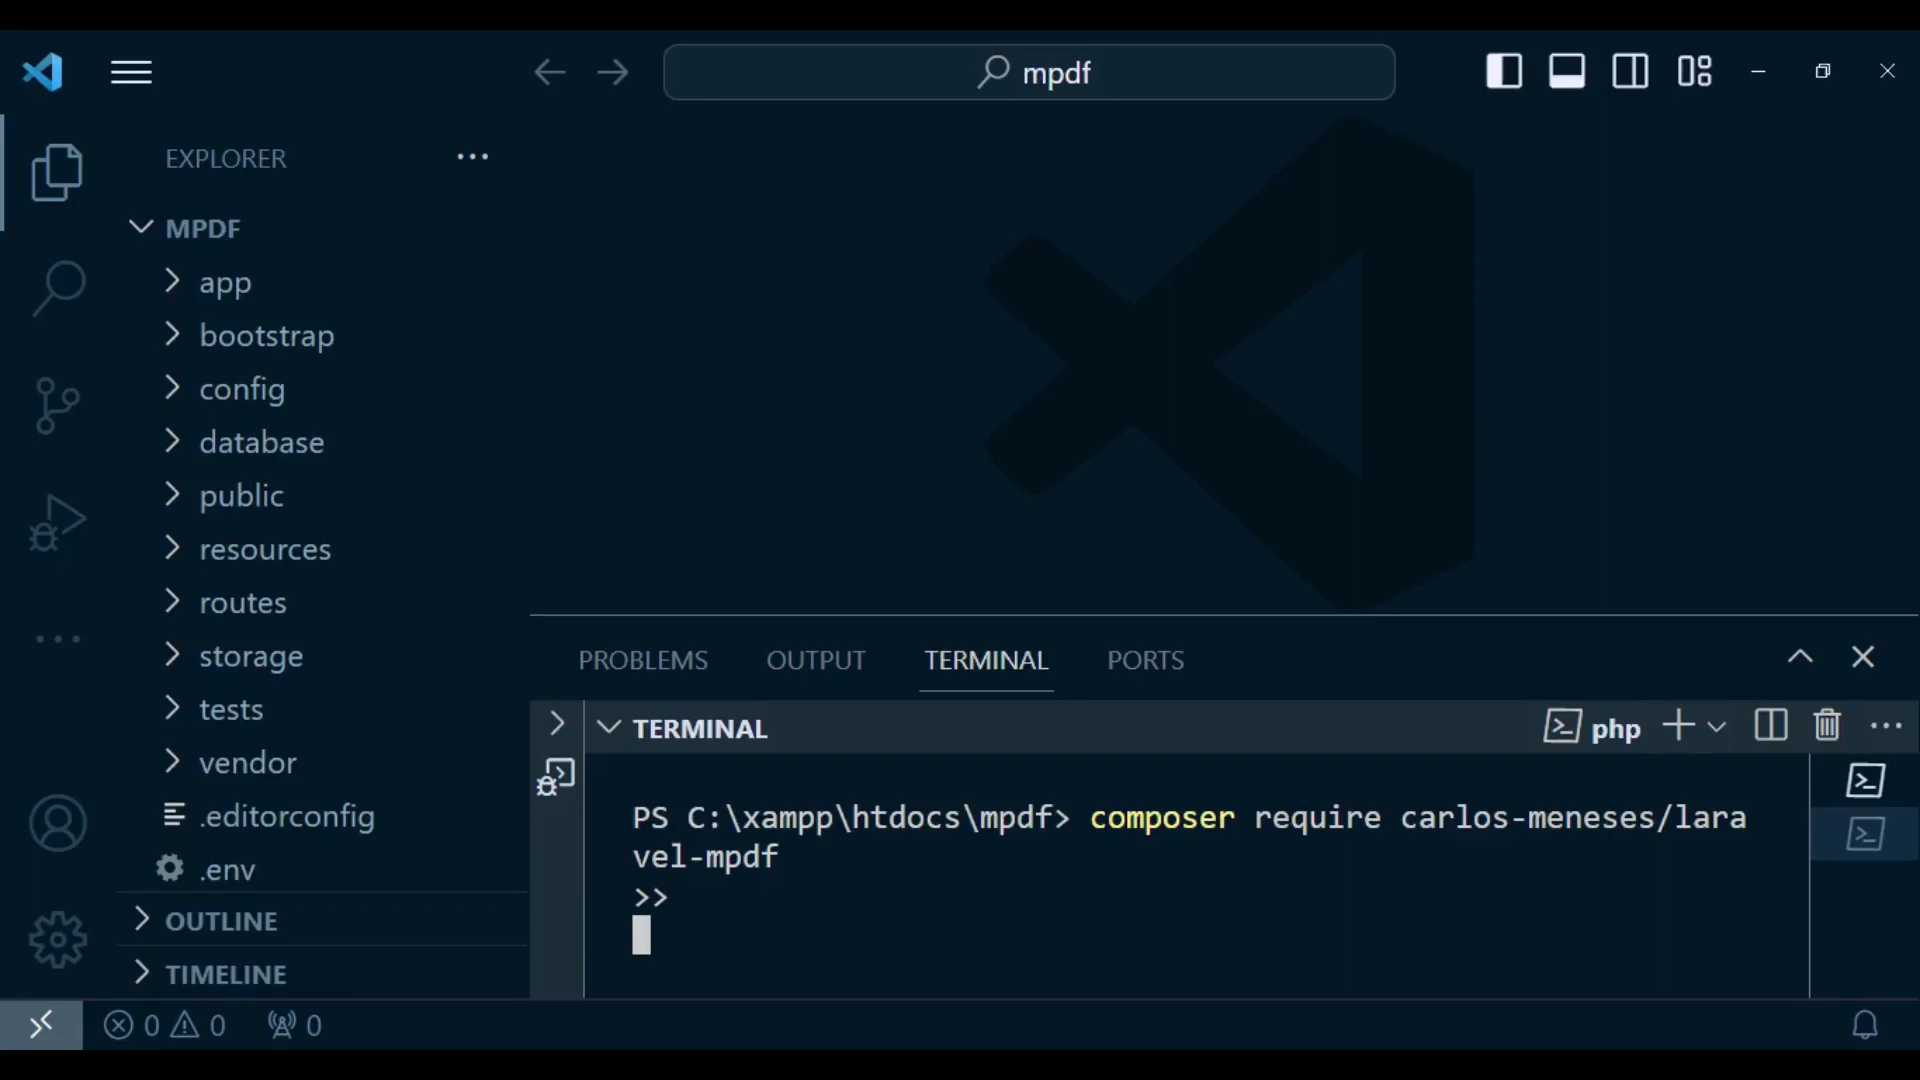 mpdf
EXPLORER
MPDF
app
bootstrap
config
database
public
resources
routes
storage
tests
vendor
.editorconfig
.env
OUTLINE
TIMELINE
PROBLEMS OUTPUT TERMINAL PORTS
TERMINAL
php
PS C:\xampp\htdocs\mpdf> composer require carlos-meneses/lara
vel-mpdf
>>
0 0 0